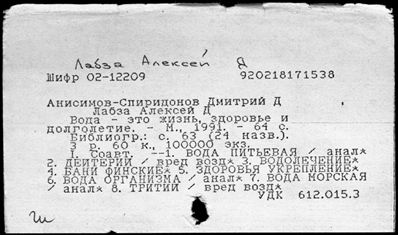 Лабза Алексей Д
Шифр 02-12209 920218171538
Анисимов-Спиридонов Дмитрий Д
Лабза Алексей Д
Вода - это жизнь, здоровье и
долголетие. - М., 1991. - 64 с.
Библиогр.: с. 63 (24 назв.).
3 р. 60 к., 100000 экз.
I. Соавт. --1. ВОДА ПИТЬЕВАЯ / анал*
2. ДЕЙТЕРИЙ / вред возд* 3. ВОДОЛЕЧЕНИЕ*
4. БАНИ ФИНСКИЕ* 5. ЗДОРОВЬЯ УКРЕПЛЕНИЕ*
6. ВОДА ОРГАНИЗМА / анал* 7. ВОДА МОРСКАЯ
/ анал* 8. ТРИТИЙ / вред возд*
УДК 612.015.3